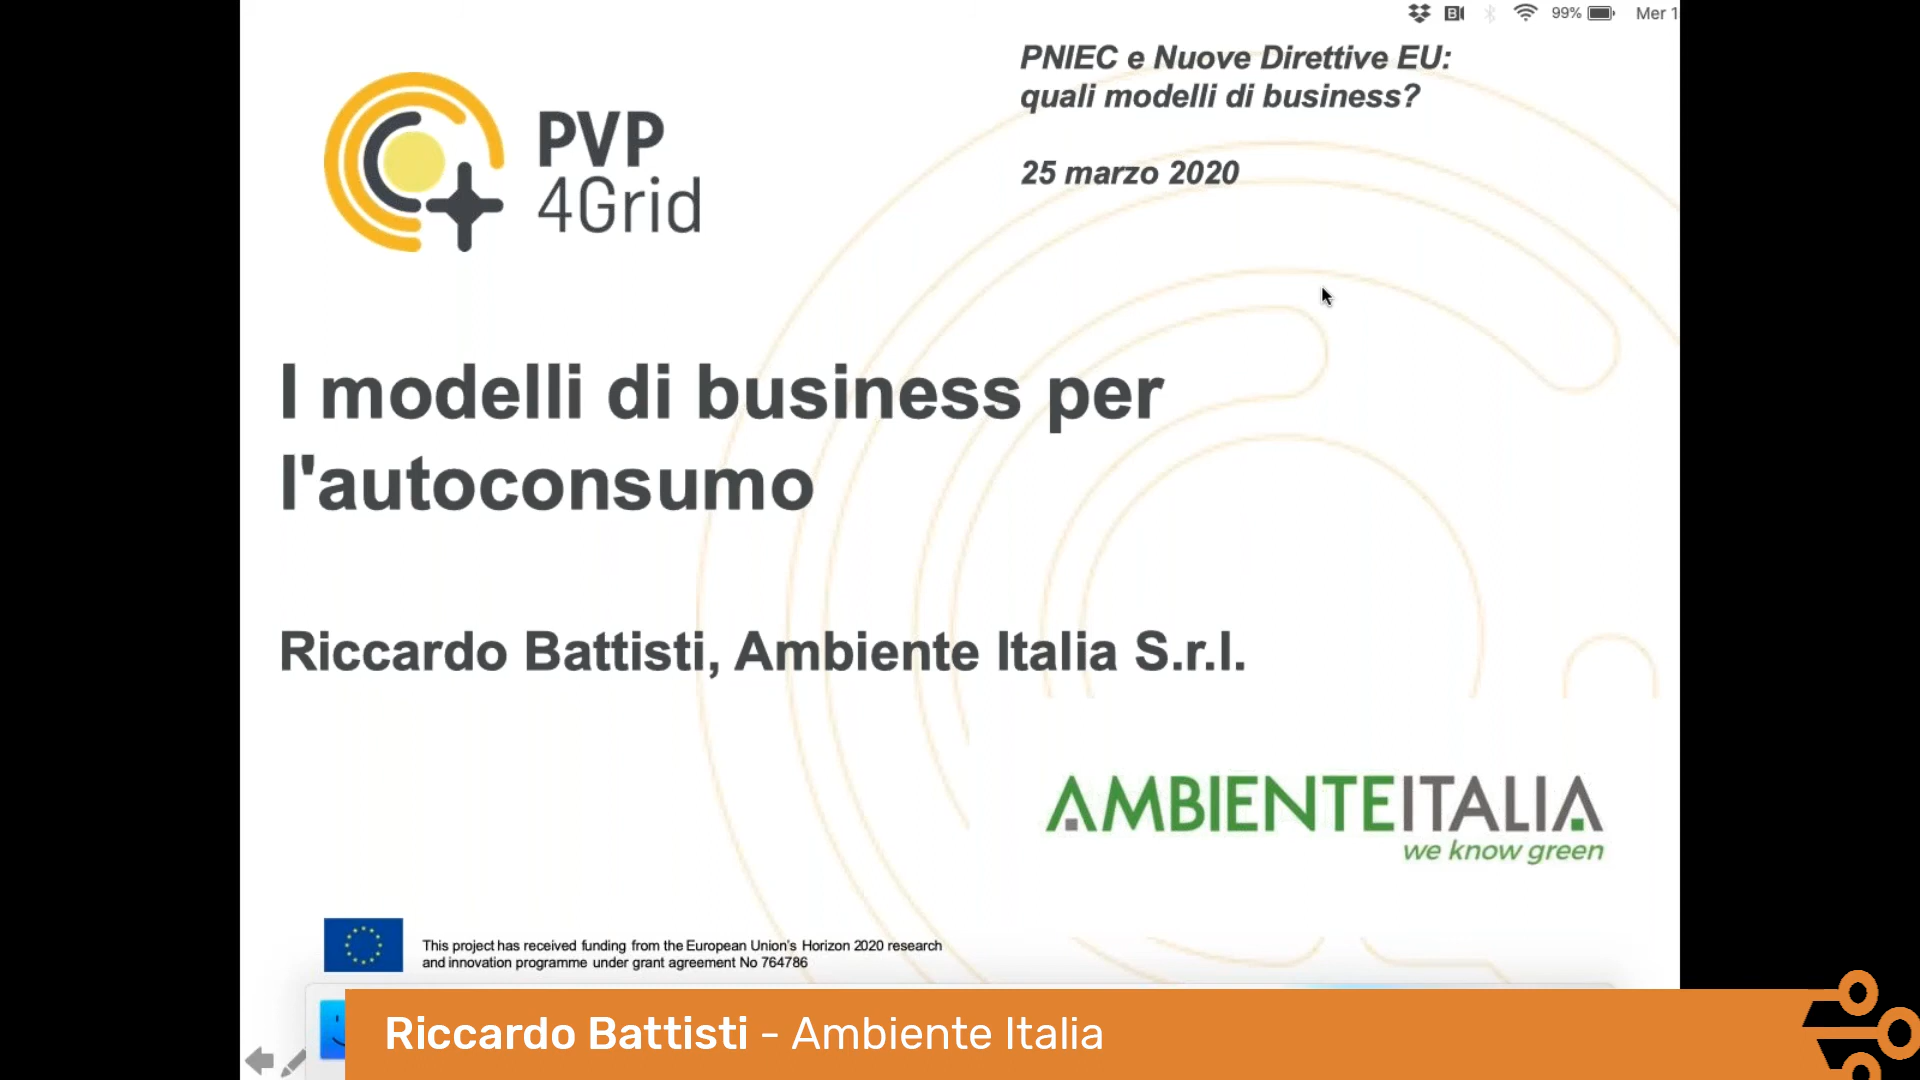 99% Mer 1
PNIEC e Nuove Direttive EU:
quali modelli di business?
25 marzo 2020
PVP
4Grid
I modelli di business per
l'autoconsumo
Riccardo Battisti, Ambiente Italia S.r.l.
AMBIENTEITALIA
we know green
This project has received funding from the European Union's Horizon 2020 research
and innovation programme under grant agreement No 764786
Riccardo Battisti - Ambiente Italia